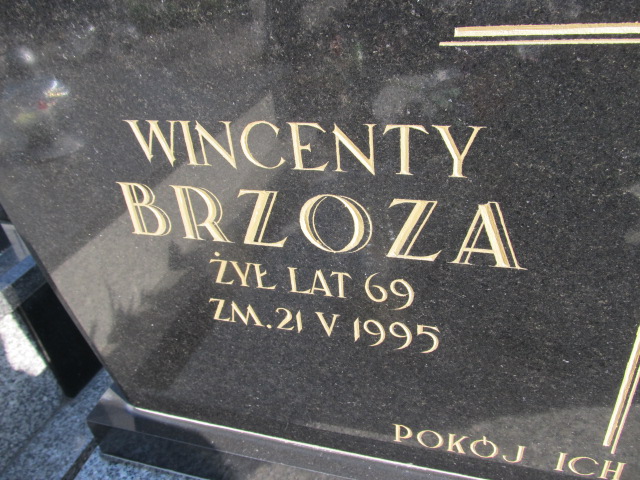 WINCENTY
BRZOZA
ŻYŁ LAT 69
ZM. 21 V 1995
POKÓJ ICH